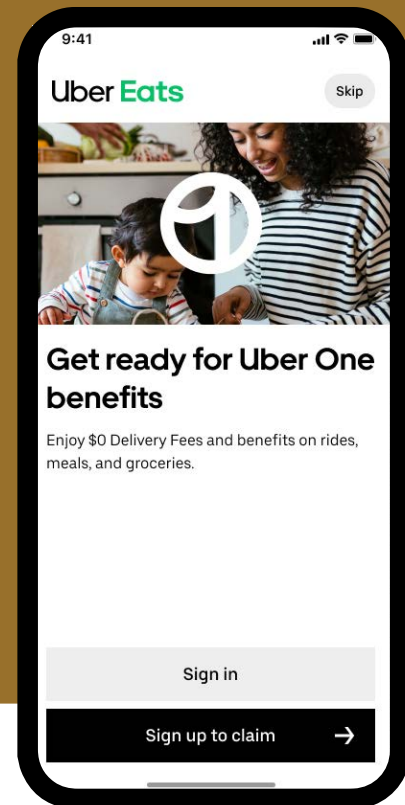 9:41
Uber Eats
Skip
Get ready for Uber One
benefits
Enjoy $0 Delivery Fees and benefits on rides,
meals, and groceries.
Sign in
Sign up to claim